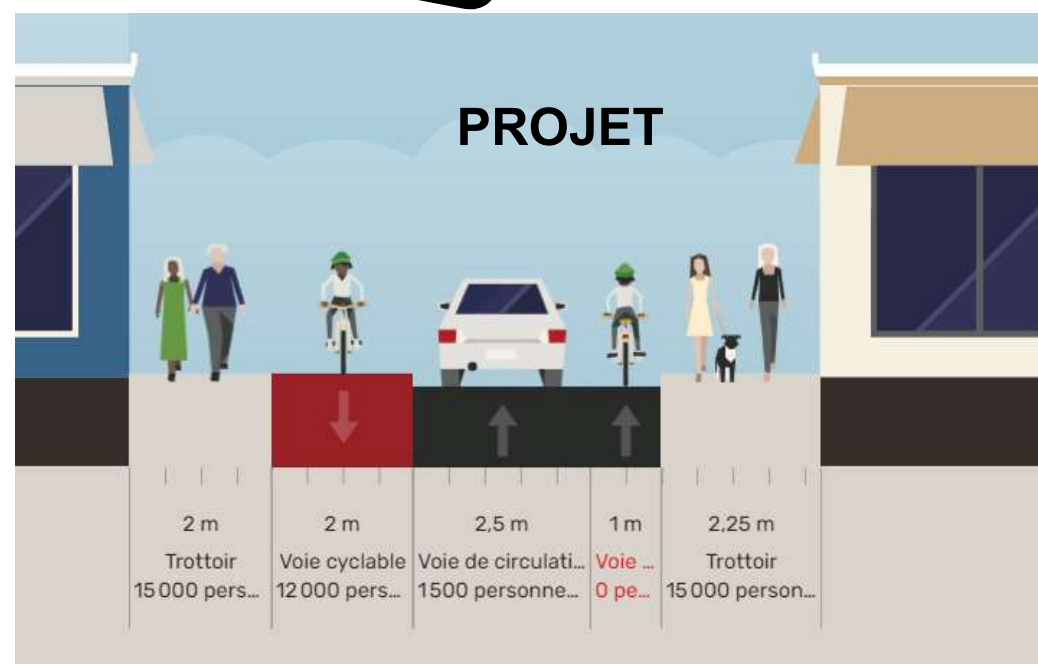 PROJET
2 m
Trottoir
15 000 pers…
2 m
Voie cyclable
12 000 pers…
2,5 m
Voie de circulati…
1500 personne…
1 m
Voie …
0 pe…
2,25 m
Trottoir
15 000 person…